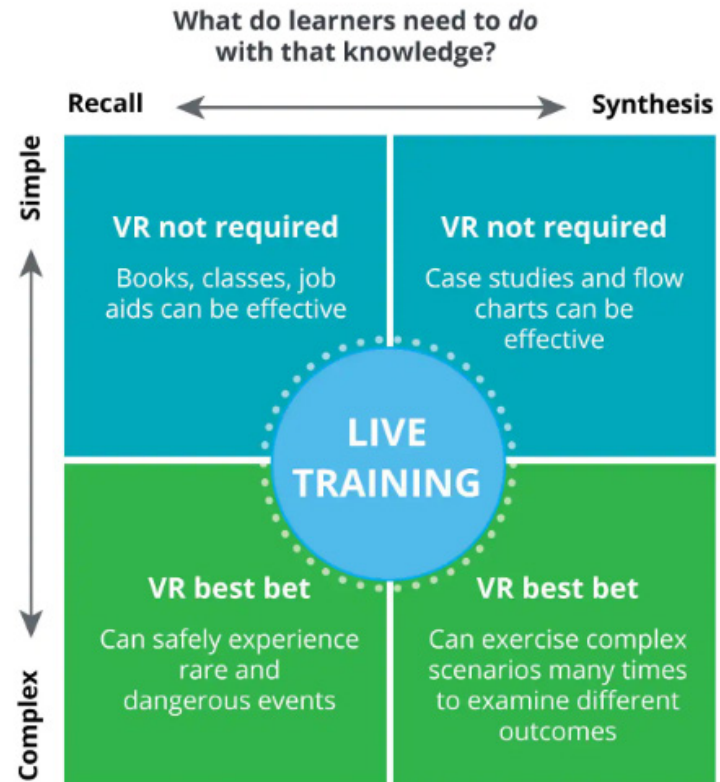 What do learners need to do
with that knowledge?
Recall
Synthesis
Simple
VR not required
Books, classes, job
aids can be effective
VR not required
Case studies and flow
charts can be
effective
LIVE
TRAINING
Complex
VR best bet
Can safely experience
rare and
dangerous events
VR best bet
Can exercise complex
scenarios many times
to examine different
outcomes